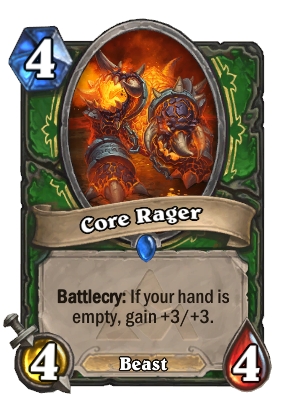 4
Core Rager
Battlecry: If your hand is
empty, gain +3/+3.
4
Beast
4